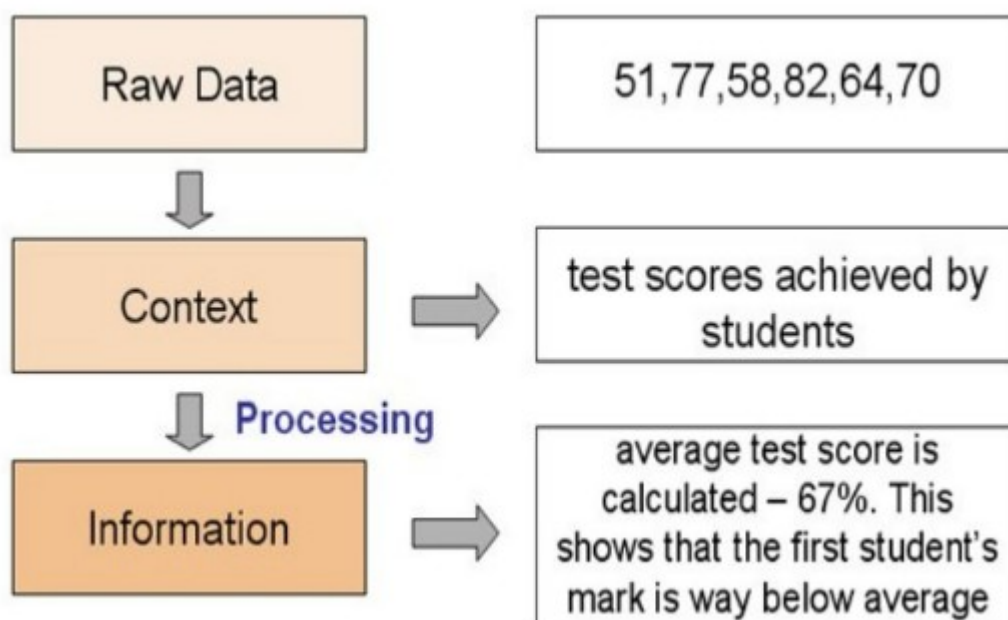 Raw Data
51,77,58,82,64,70
Context
test scores achieved by
students
Processing
Information
average test score is
calculated – 67%. This
shows that the first student's
mark is way below average